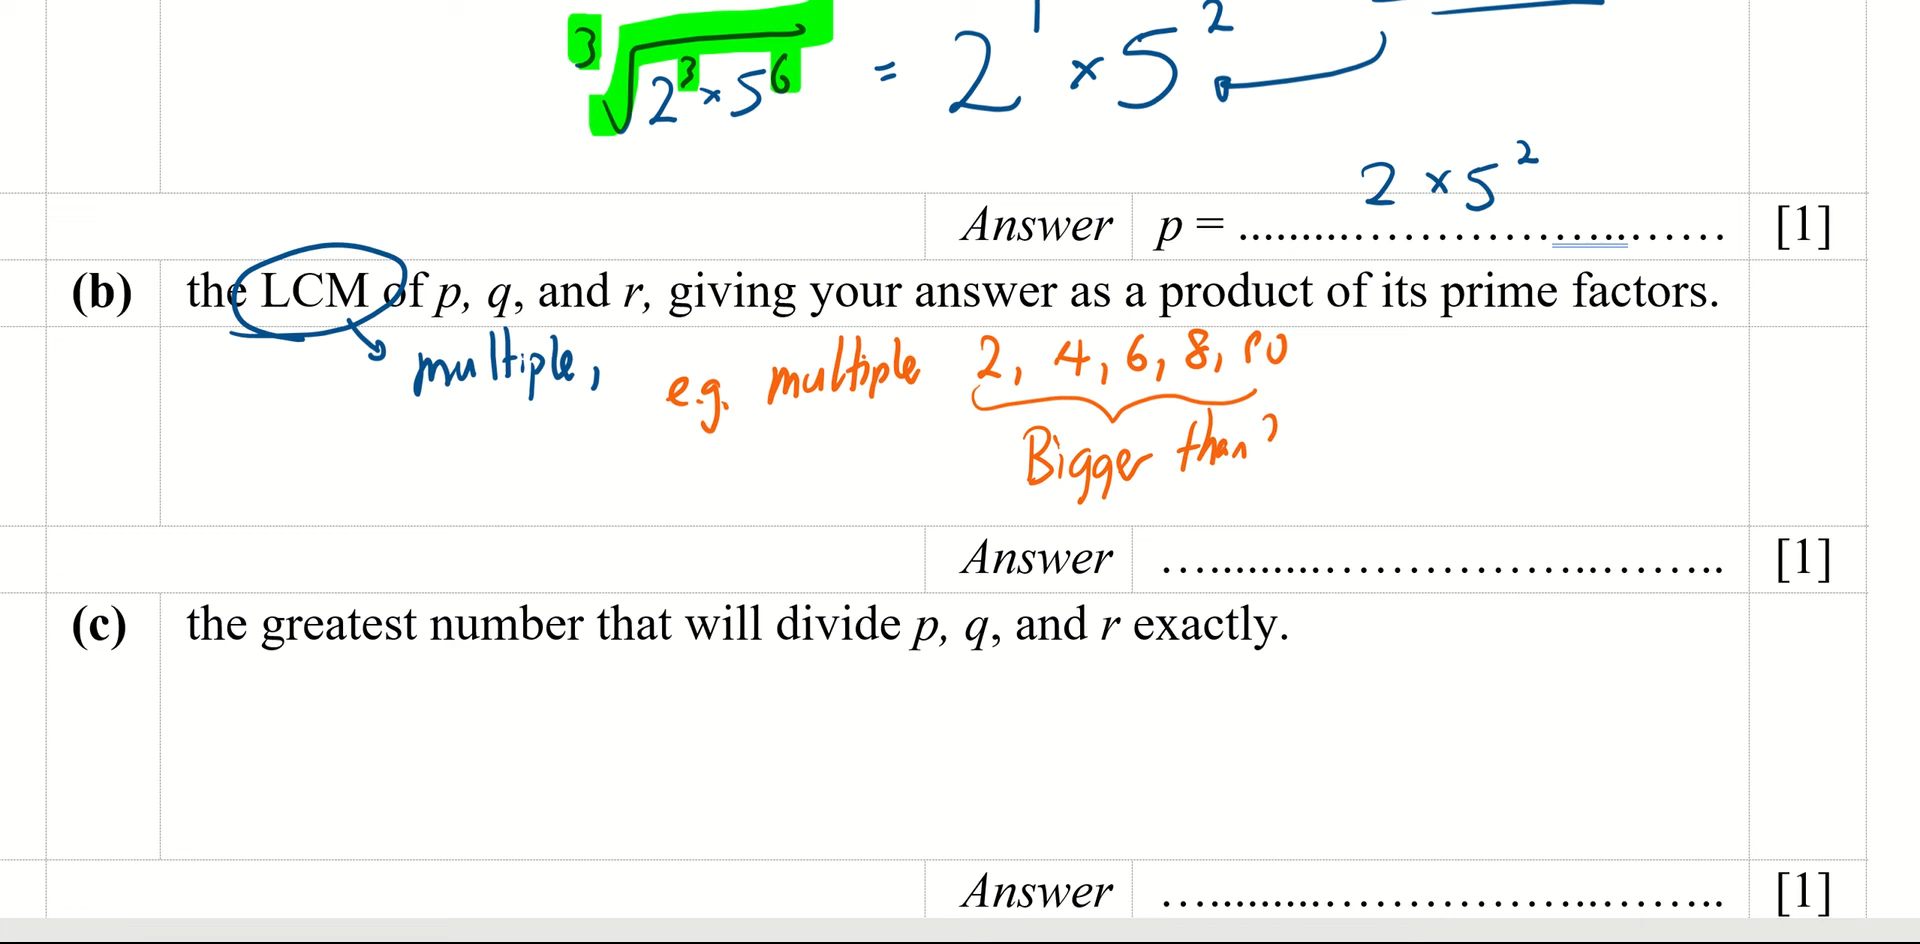 ∛(2³ × 5⁶) = 2¹ × 5²
2 × 5²
Answer p = ........................................ [1]
(b) the LCM of p, q, and r, giving your answer as a product of its prime factors.
multiple, e.g. multiple 2, 4, 6, 8, 10
Bigger than
Answer ........................................ [1]
(c) the greatest number that will divide p, q, and r exactly.
Answer ........................................ [1]